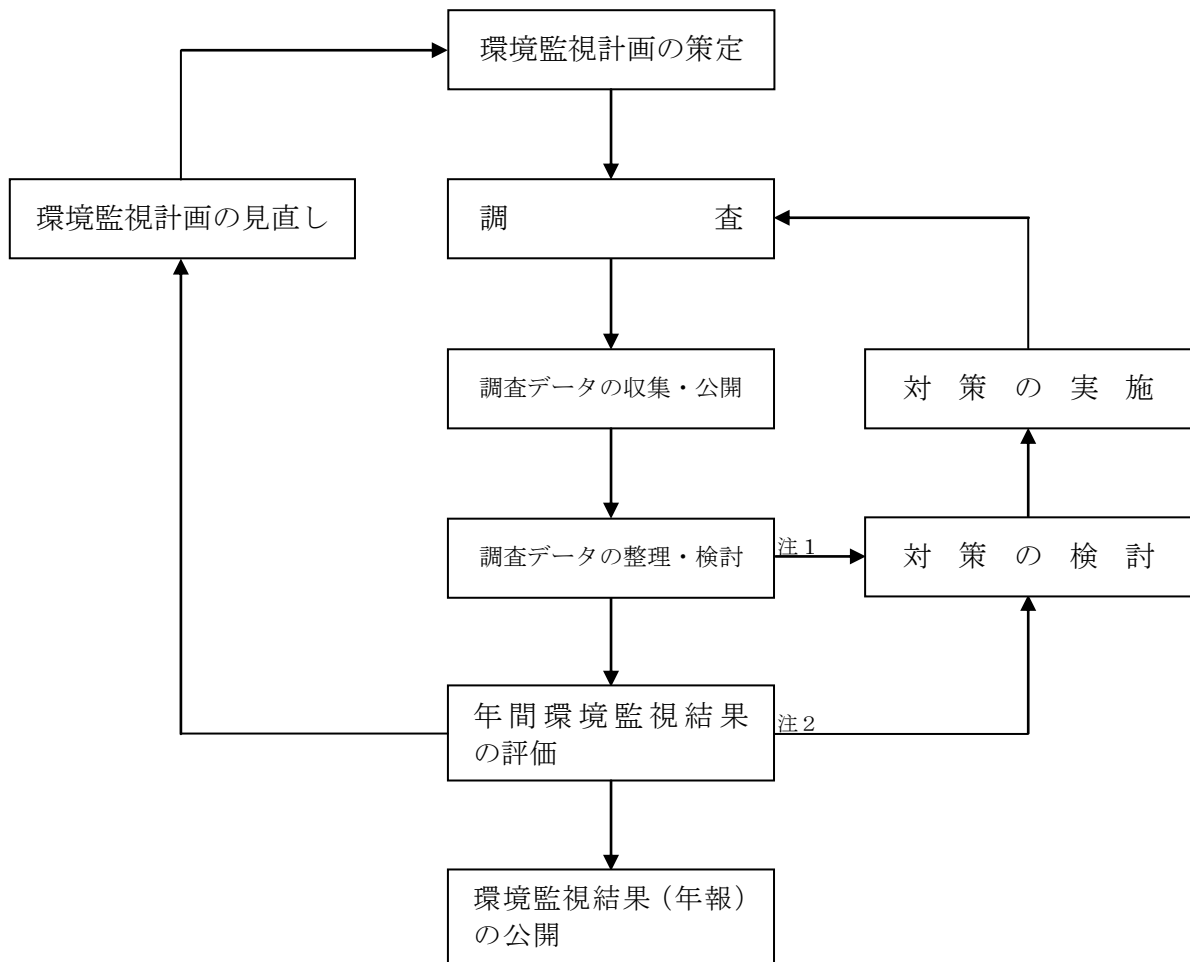 環境監視計画の策定
環境監視計画の見直し
調　　　　　査
調査データの収集・公開
対策の実施
調査データの整理・検討
注１
対策の検討
年間環境監視結果
の評価
注２
環境監視結果（年報）
の公開